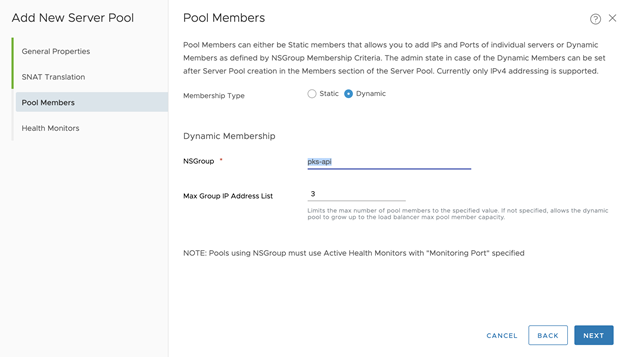 Add New Server Pool
General Properties
SNAT Translation
Pool Members
Health Monitors
Pool Members
Pool Members can either be Static members that allows you to add IPs and Ports of individual servers or Dynamic
Members as defined by NSGroup Membership Criteria. The admin state in case of the Dynamic Members can be set
after Server Pool creation in the Members section of the Server Pool. Currently only IPv4 addressing is supported.
Membership Type Static Dynamic
Dynamic Membership
NSGroup * pks-api
Max Group IP Address List 3
Limits the max number of pool members to the specified value. If not specified, allows the dynamic
pool to grow up to the load balancer max pool member capacity.
NOTE: Pools using NSGroup must use Active Health Monitors with "Monitoring Port" specified
CANCEL BACK NEXT